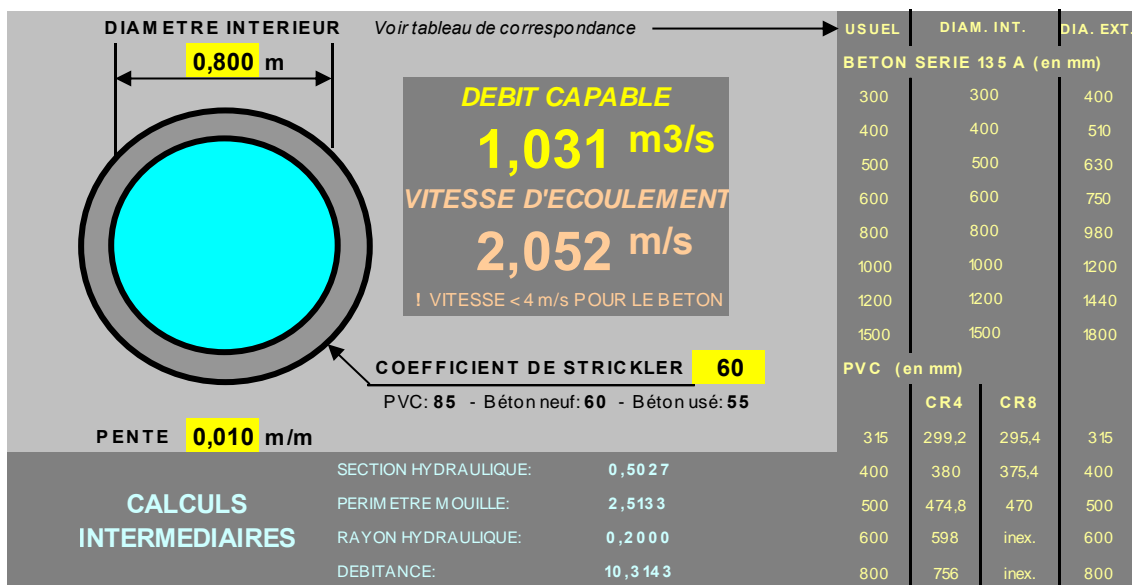 DIAMETRE INTERIEUR
0,800 m
Voir tableau de correspondance
DEBIT CAPABLE
1,031 m3/s
VITESSE D'ECOULEMENT
2,052 m/s
! VITESSE < 4 m/s POUR LE BETON
COEFFICIENT DE STRICKLER 60
PVC: 85 - Béton neuf: 60 - Béton usé: 55
PENTE 0,010 m/m
CALCULS
INTERMEDIAIRES
SECTION HYDRAULIQUE: 0,5027
PERIMETRE MOUILLE: 2,5133
RAYON HYDRAULIQUE: 0,2000
DEBITANCE: 10,3143
USUEL DIAM. INT. DIA. EXT.
BETON SERIE 135 A (en mm)
300 300 400
400 400 510
500 500 630
600 600 750
800 800 980
1000 1000 1200
1200 1200 1440
1500 1500 1800
PVC (en mm)
CR4 CR8
315 299,2 295,4 315
400 380 375,4 400
500 474,8 470 500
600 598 inex. 600
800 756 inex. 800